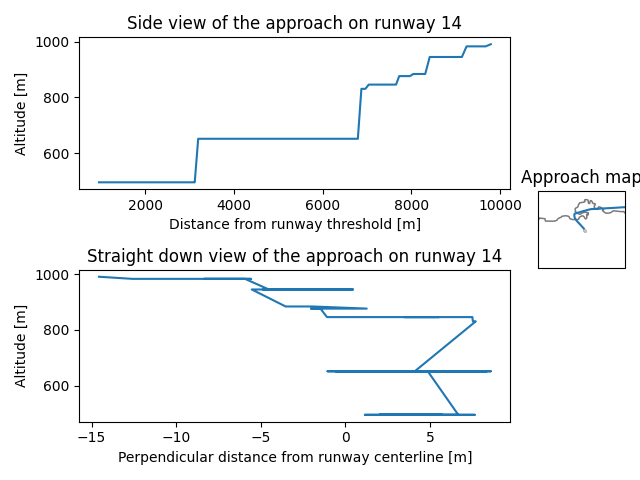 Side view of the approach on runway 14
1000
800
600
Altitude [m]
2000 4000 6000 8000 10000
Distance from runway threshold [m]
Approach map
Straight down view of the approach on runway 14
1000
800
600
Altitude [m]
−15 −10 −5 0 5
Perpendicular distance from runway centerline [m]